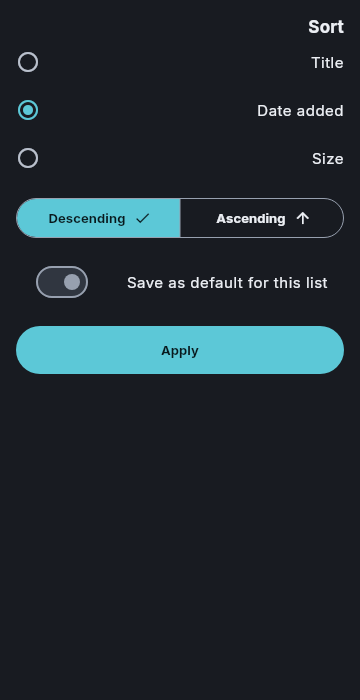 Sort
Title
Date added
Size
Descending
Ascending
Save as default for this list
Apply